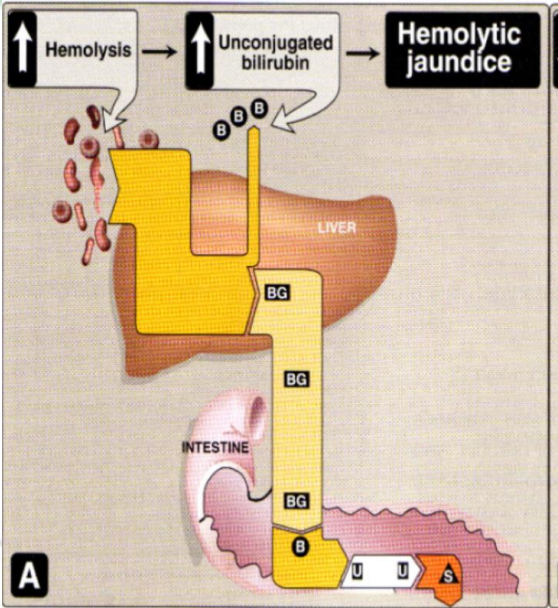 Hemolysis
Unconjugated
bilirubin
Hemolytic
jaundice
B B B
LIVER
BG
BG
INTESTINE
BG
B
U U S
A